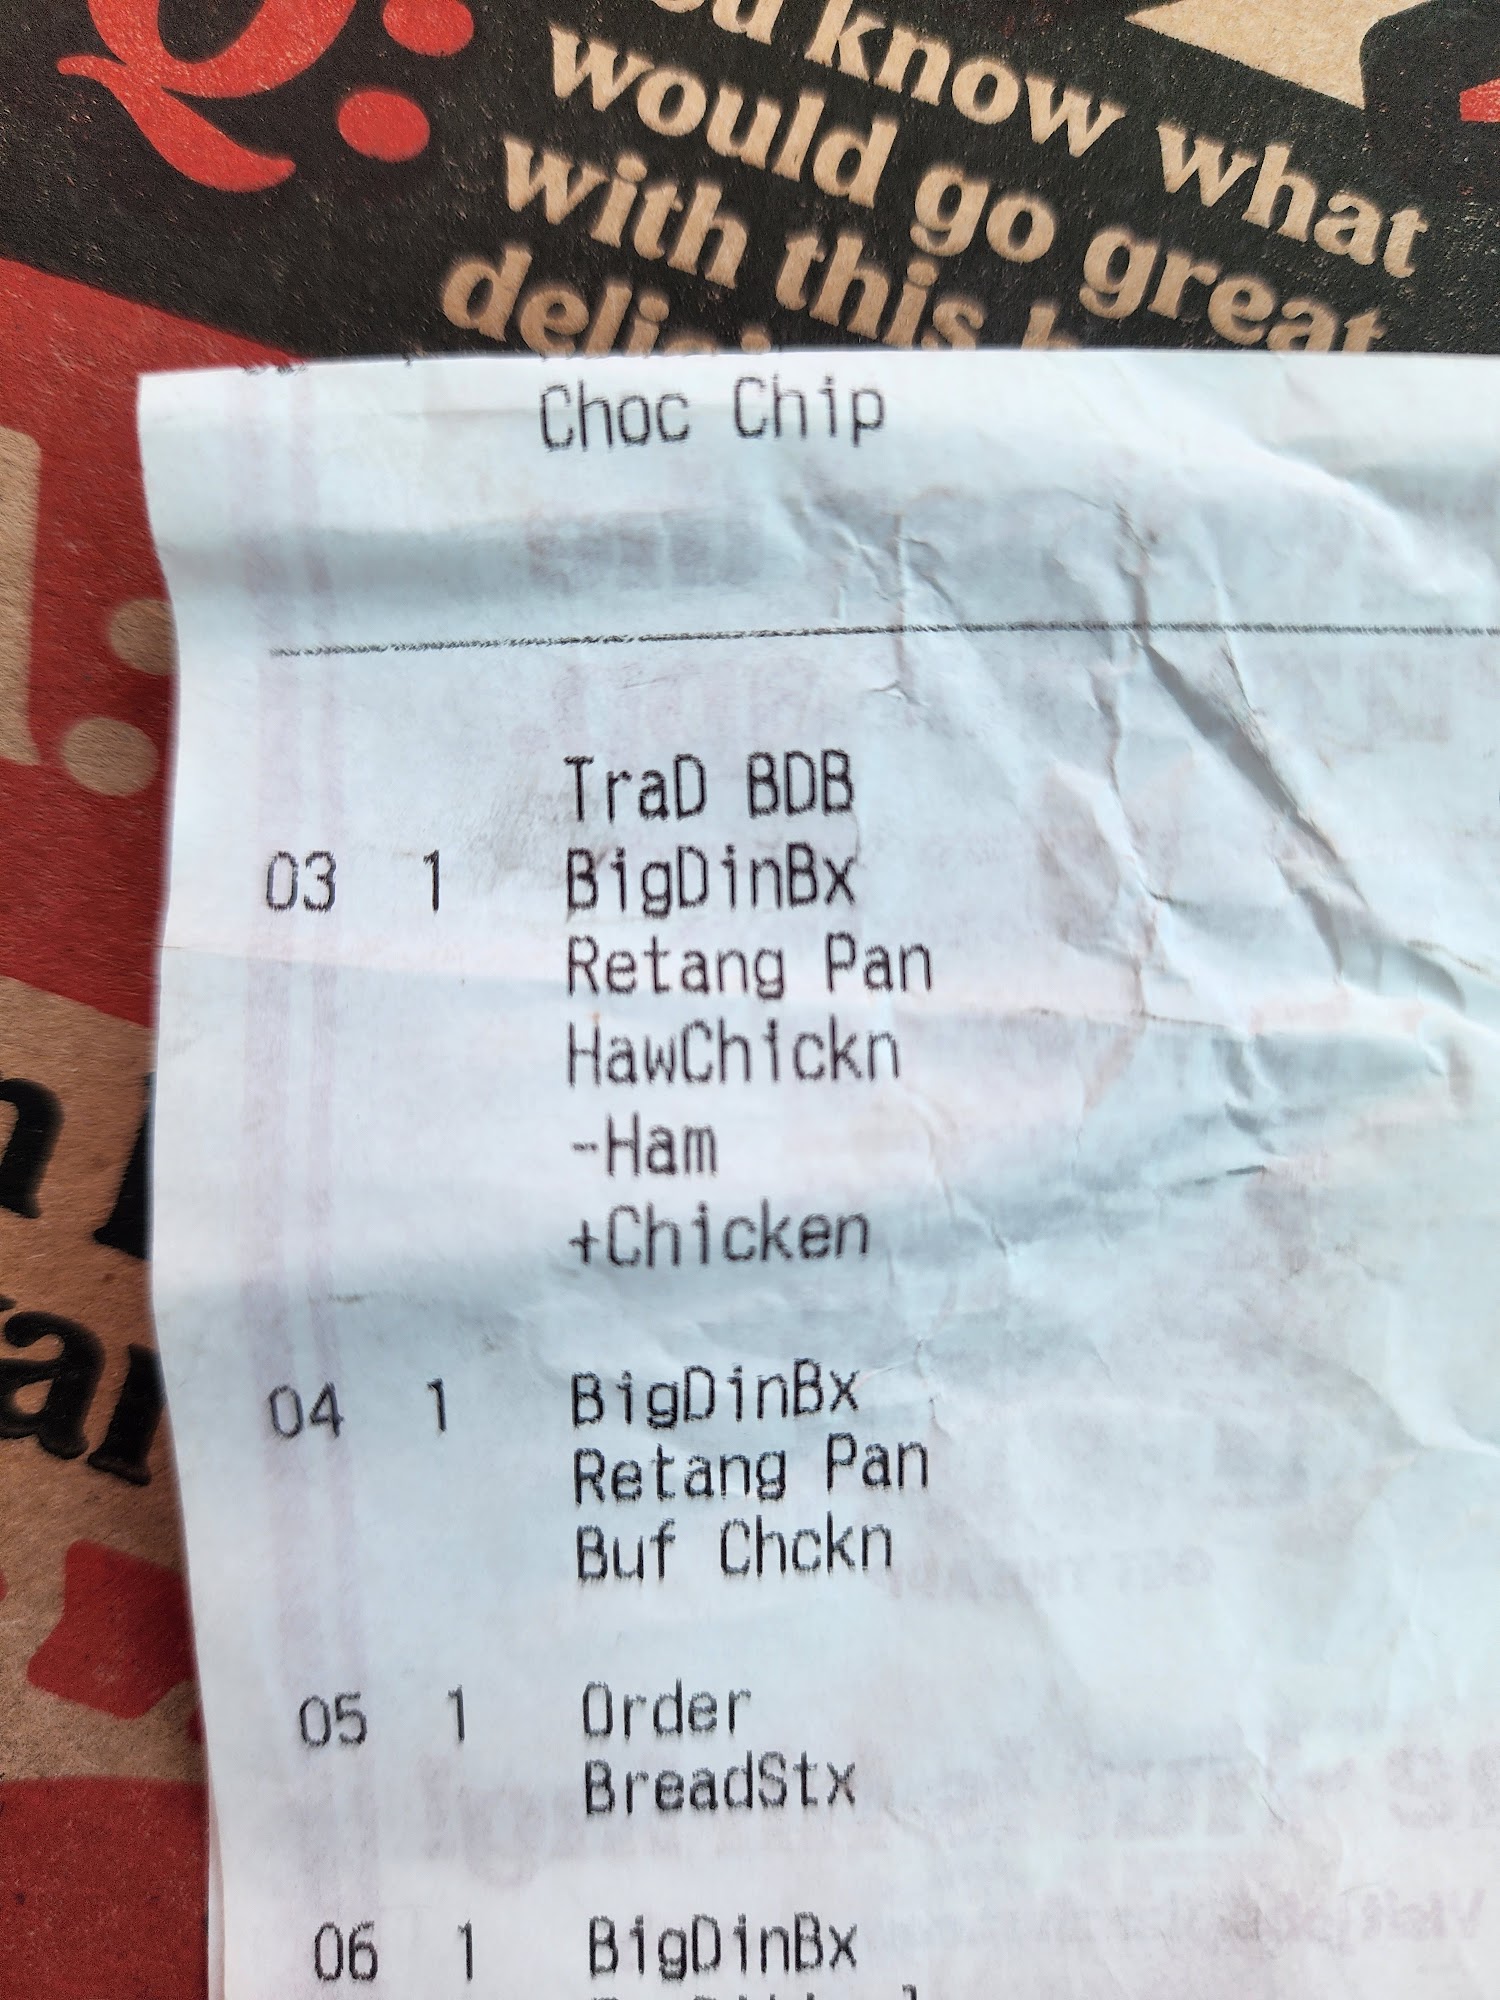 Q:
know what
would go great
with this
Choc Chip
TraD BDB
03 1 BigDinBx
Retang Pan
HawChickn
-Ham
+Chicken
04 1 BigDinBx
Retang Pan
Buf Chckn
05 1 Order
BreadStx
06 1 BigDinBx